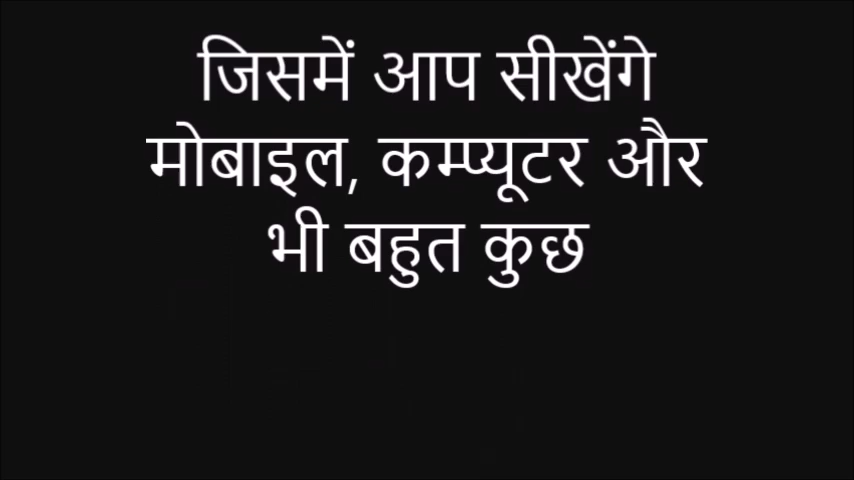 जिसमें आप सीखेंगे
मोबाइल, कम्प्यूटर और
भी बहुत कुछ